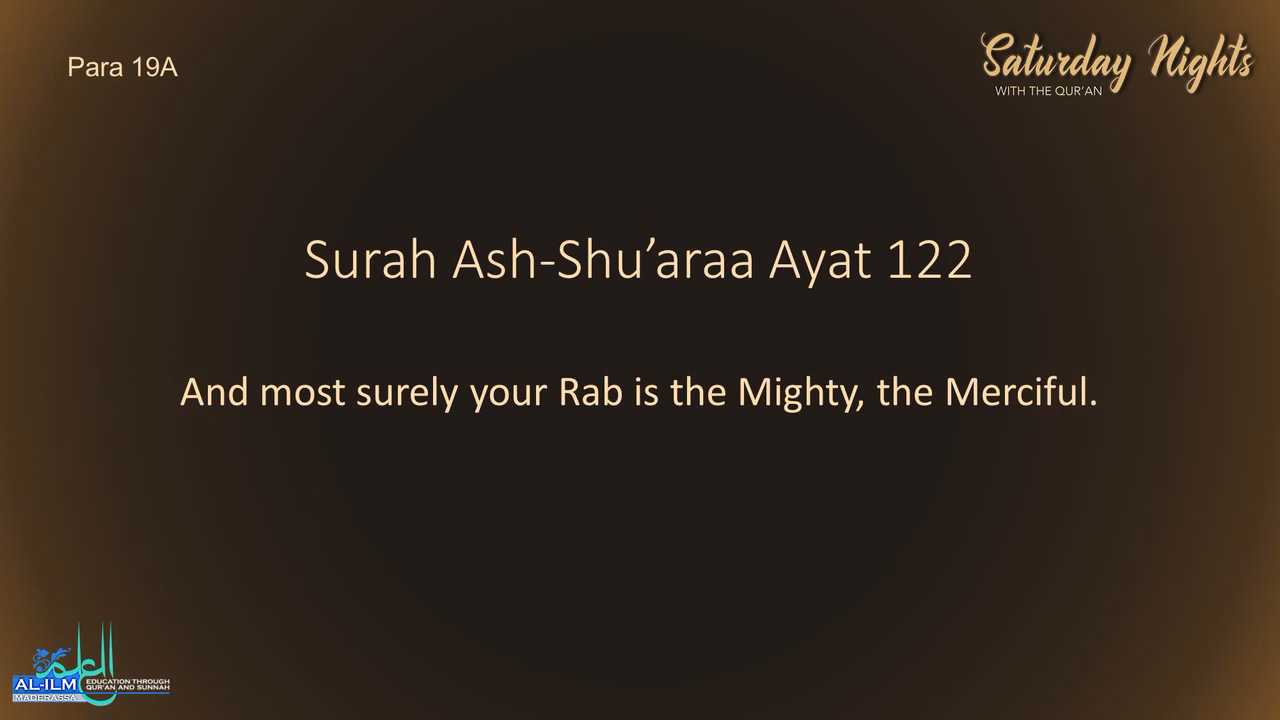 Para 19A
Saturday Nights
WITH THE QUR'AN
Surah Ash-Shu’araa Ayat 122
And most surely your Rab is the Mighty, the Merciful.
العلم
AL-ILM
MADERASSA
EDUCATION THROUGH
QUR'AN AND SUNNAH